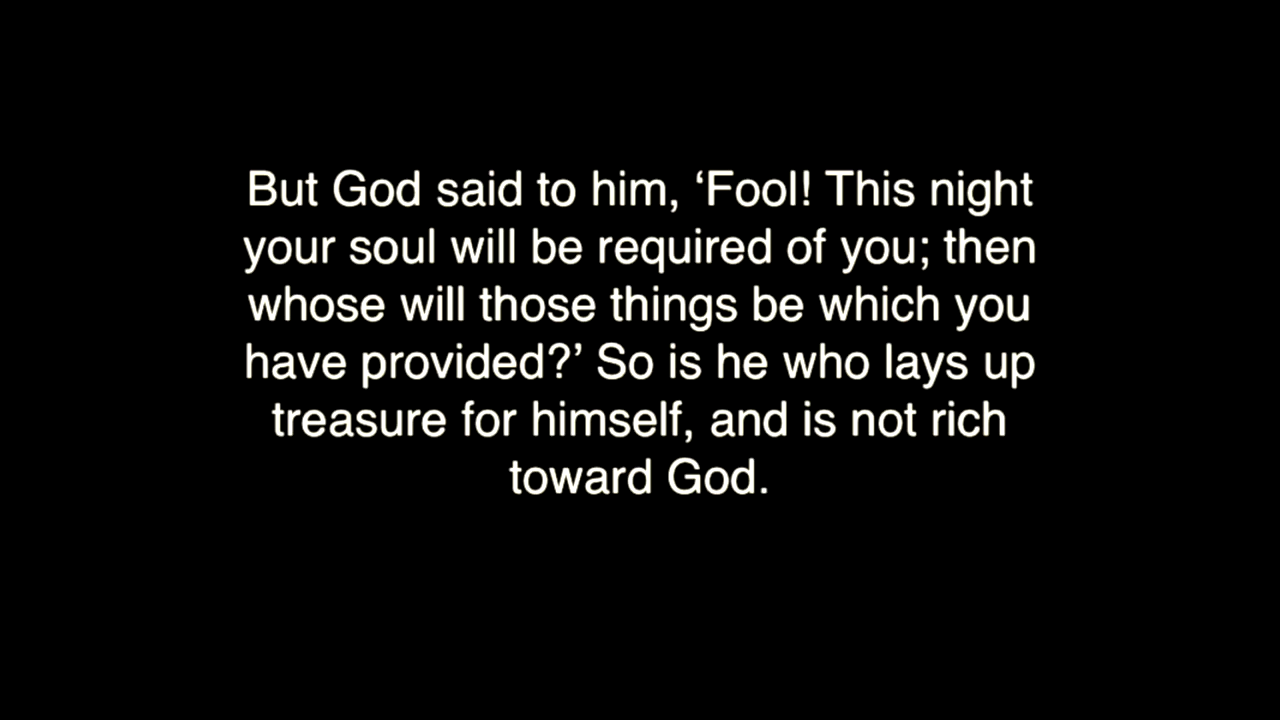 But God said to him, ‘Fool! This night
your soul will be required of you; then
whose will those things be which you
have provided?’ So is he who lays up
treasure for himself, and is not rich
toward God.